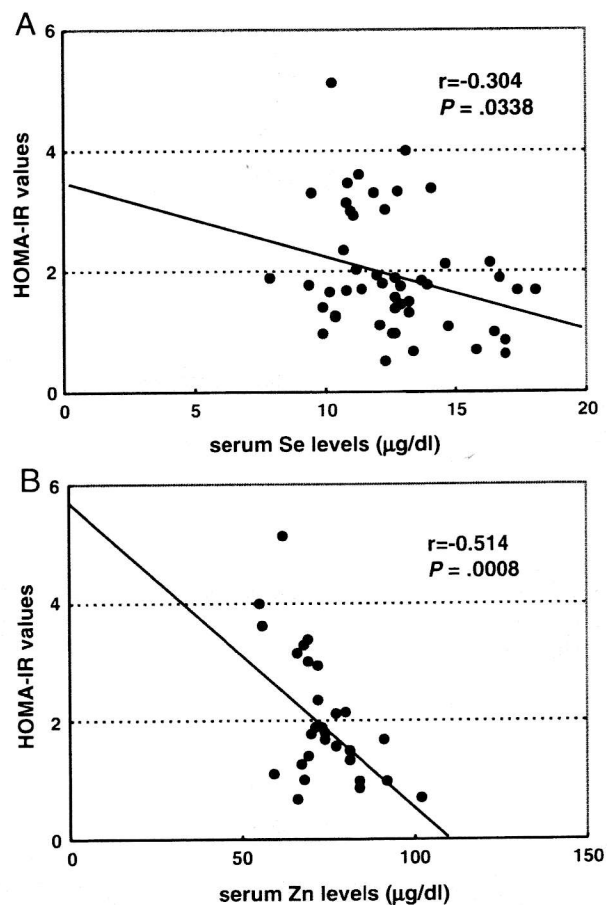 A
6
4
2
0
HOMA-IR values
r=-0.304
P = .0338
0 5 10 15 20
serum Se levels (μg/dl)
B
6
4
2
0
HOMA-IR values
r=-0.514
P = .0008
0 50 100 150
serum Zn levels (μg/dl)